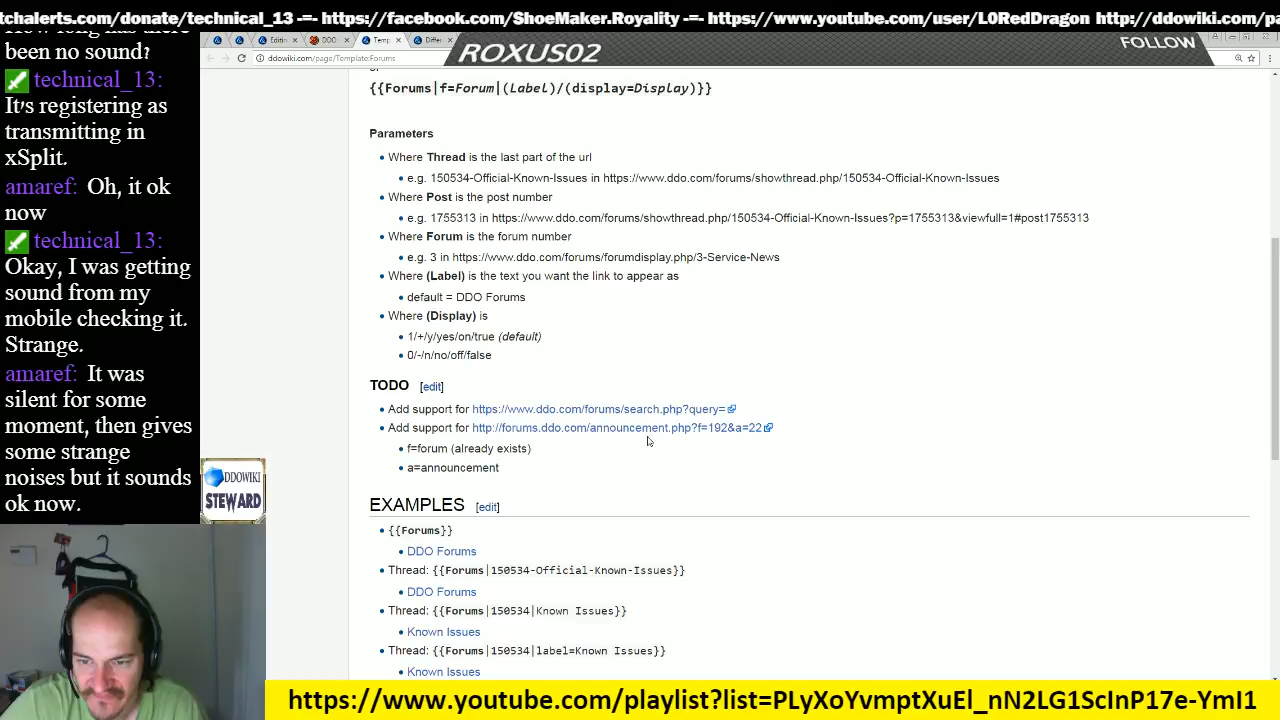 tchalerts.com/donate/technical_13 -=- https://facebook.com/ShoeMaker.Royality -=- https://www.youtube.com/user/L0RedDragon http://ddowiki.com/pa
How long has there
been no sound?
technical_13:
It's registering as
transmitting in
xSplit.
amaref: Oh, it ok
now
technical_13:
Okay, I was getting
sound from my
mobile checking it.
Strange.
amaref: It was
silent for some
moment, then gives
some strange
noises but it sounds
ok now.
Editin
DDO
Temp
Differ
ROXUS02
FOLLOW
ddowiki.com/page/Template:Forums
{{Forums|f=Forum|(Label)/(display=Display)}}
Parameters
Where Thread is the last part of the url
e.g. 150534-Official-Known-Issues in https://www.ddo.com/forums/showthread.php/150534-Official-Known-Issues
Where Post is the post number
e.g. 1755313 in https://www.ddo.com/forums/showthread.php/150534-Official-Known-Issues?p=1755313&viewfull=1#post1755313
Where Forum is the forum number
e.g. 3 in https://www.ddo.com/forums/forumdisplay.php/3-Service-News
Where (Label) is the text you want the link to appear as
default = DDO Forums
Where (Display) is
1/+/y/yes/on/true (default)
0/-/n/no/off/false
TODO [edit]
Add support for https://www.ddo.com/forums/search.php?query=
Add support for http://forums.ddo.com/announcement.php?f=192&a=22
f=forum (already exists)
a=announcement
EXAMPLES [edit]
{{Forums}}
DDO Forums
Thread: {{Forums|150534-Official-Known-Issues}}
DDO Forums
Thread: {{Forums|150534|Known Issues}}
Known Issues
Thread: {{Forums|150534|label=Known Issues}}
Known Issues
DDOWIKI
STEWARD
https://www.youtube.com/playlist?list=PLyXoYvmptXuEl_nN2LG1ScInP17e-YmI1